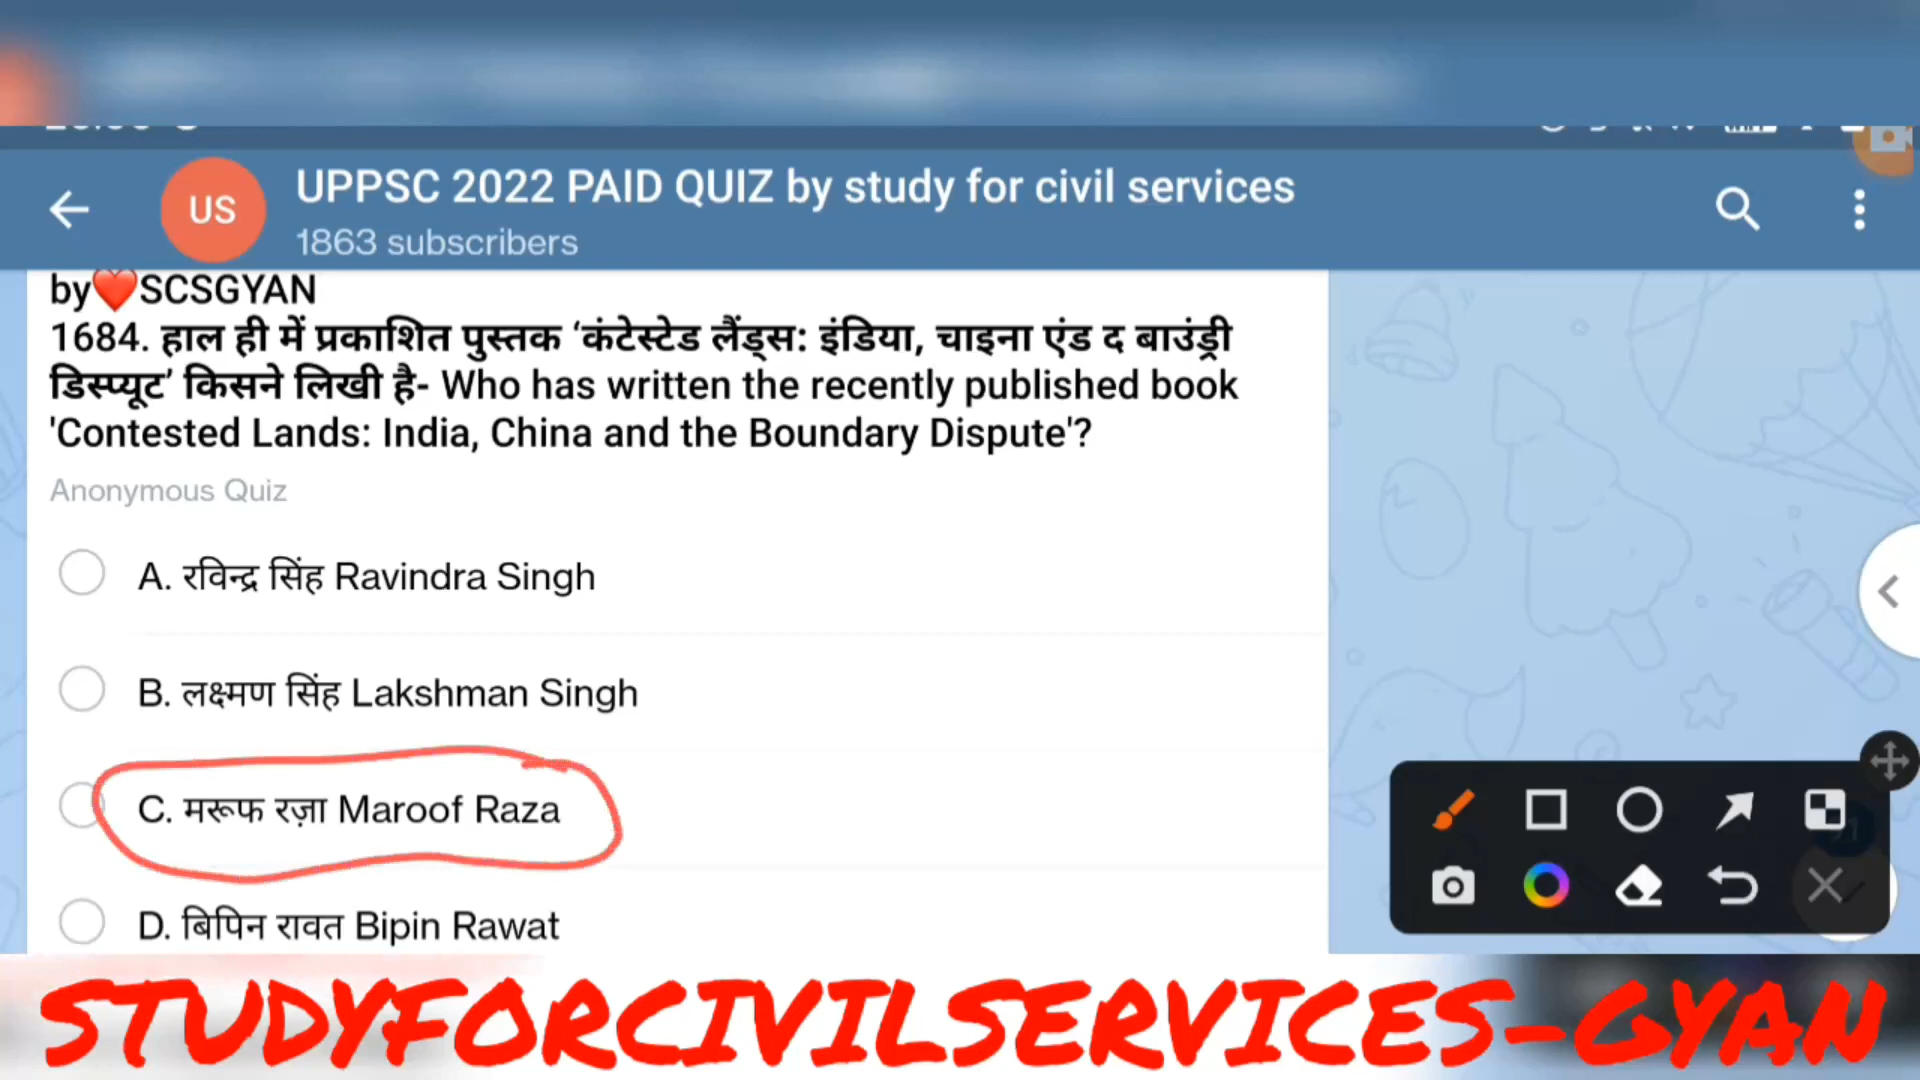 UPPSC 2022 PAID QUIZ by study for civil services
US
1863 subscribers
by❤️SCSGYAN
1684. हाल ही में प्रकाशित पुस्तक ‘कंटेस्टेड लैंड्स: इंडिया, चाइना एंड द बाउंड्री
डिस्प्यूट’ किसने लिखी है- Who has written the recently published book
'Contested Lands: India, China and the Boundary Dispute'?
Anonymous Quiz
A. रविन्द्र सिंह Ravindra Singh
B. लक्ष्मण सिंह Lakshman Singh
C. मरूफ रज़ा Maroof Raza
D. बिपिन रावत Bipin Rawat
STUDYFORCIVILSERVICES-GYAN